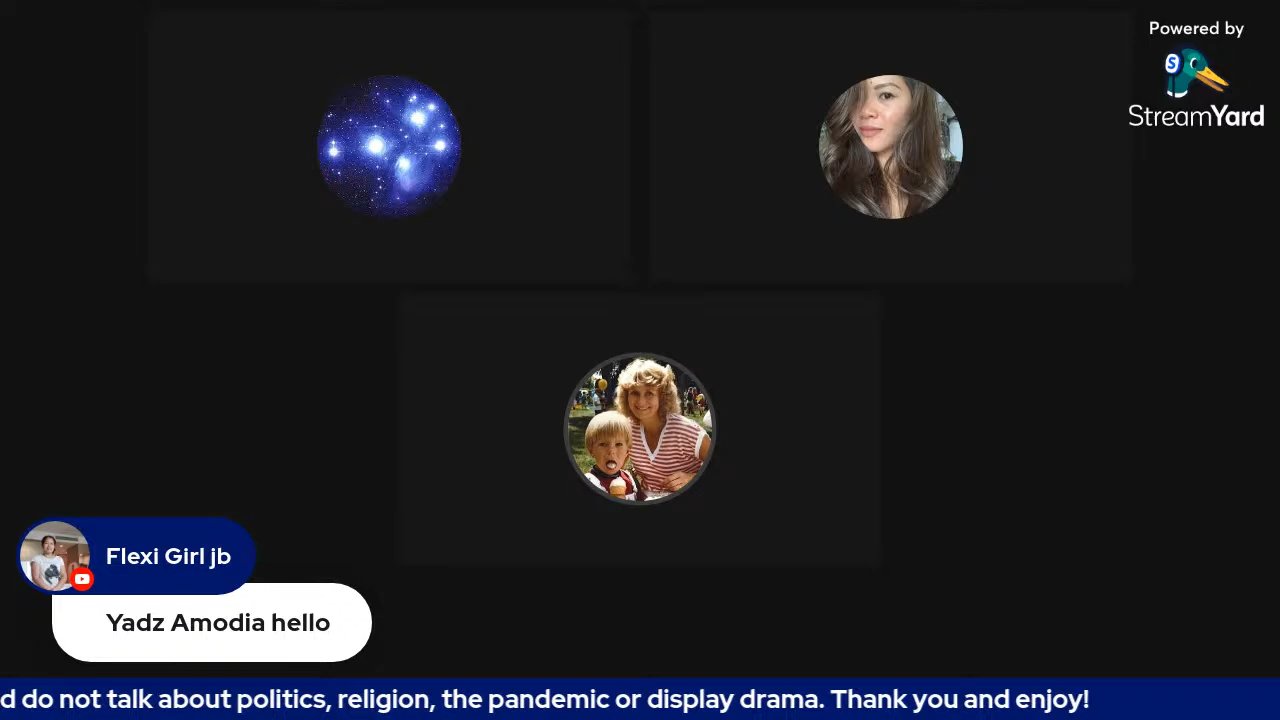 Powered by
S
StreamYard
Flexi Girl jb
Yadz Amodia hello
d do not talk about politics, religion, the pandemic or display drama. Thank you and enjoy!